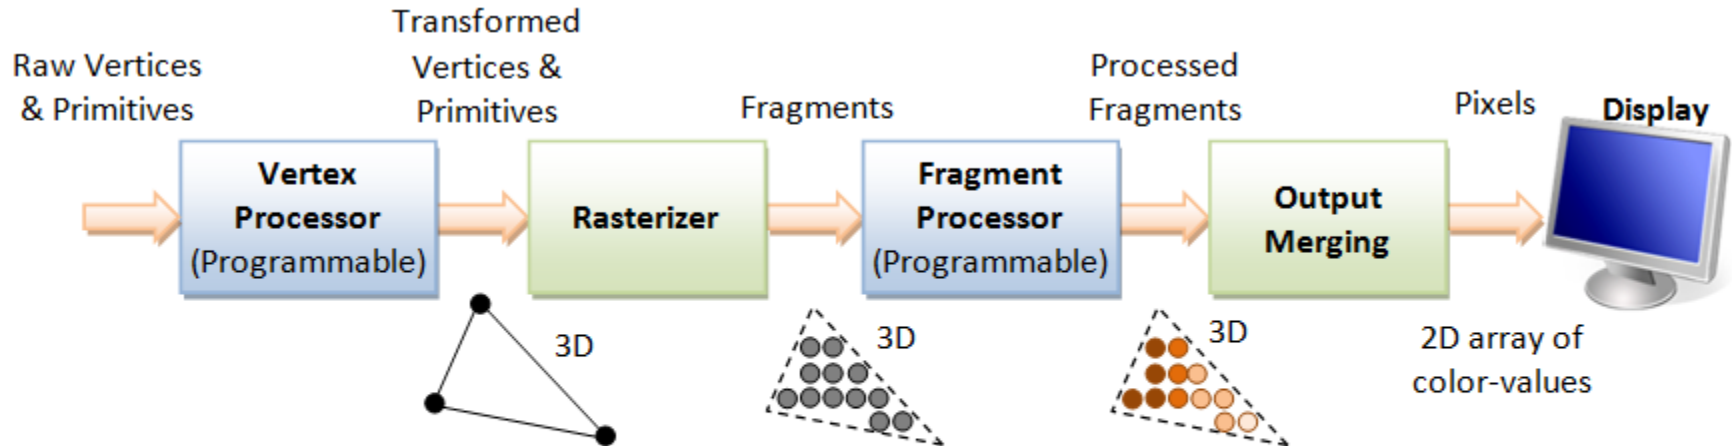 Raw Vertices
& Primitives
Vertex
Processor
(Programmable)
Transformed
Vertices &
Primitives
3D
Rasterizer
Fragments
3D
Fragment
Processor
(Programmable)
Processed
Fragments
3D
Output
Merging
Pixels
Display
2D array of
color-values